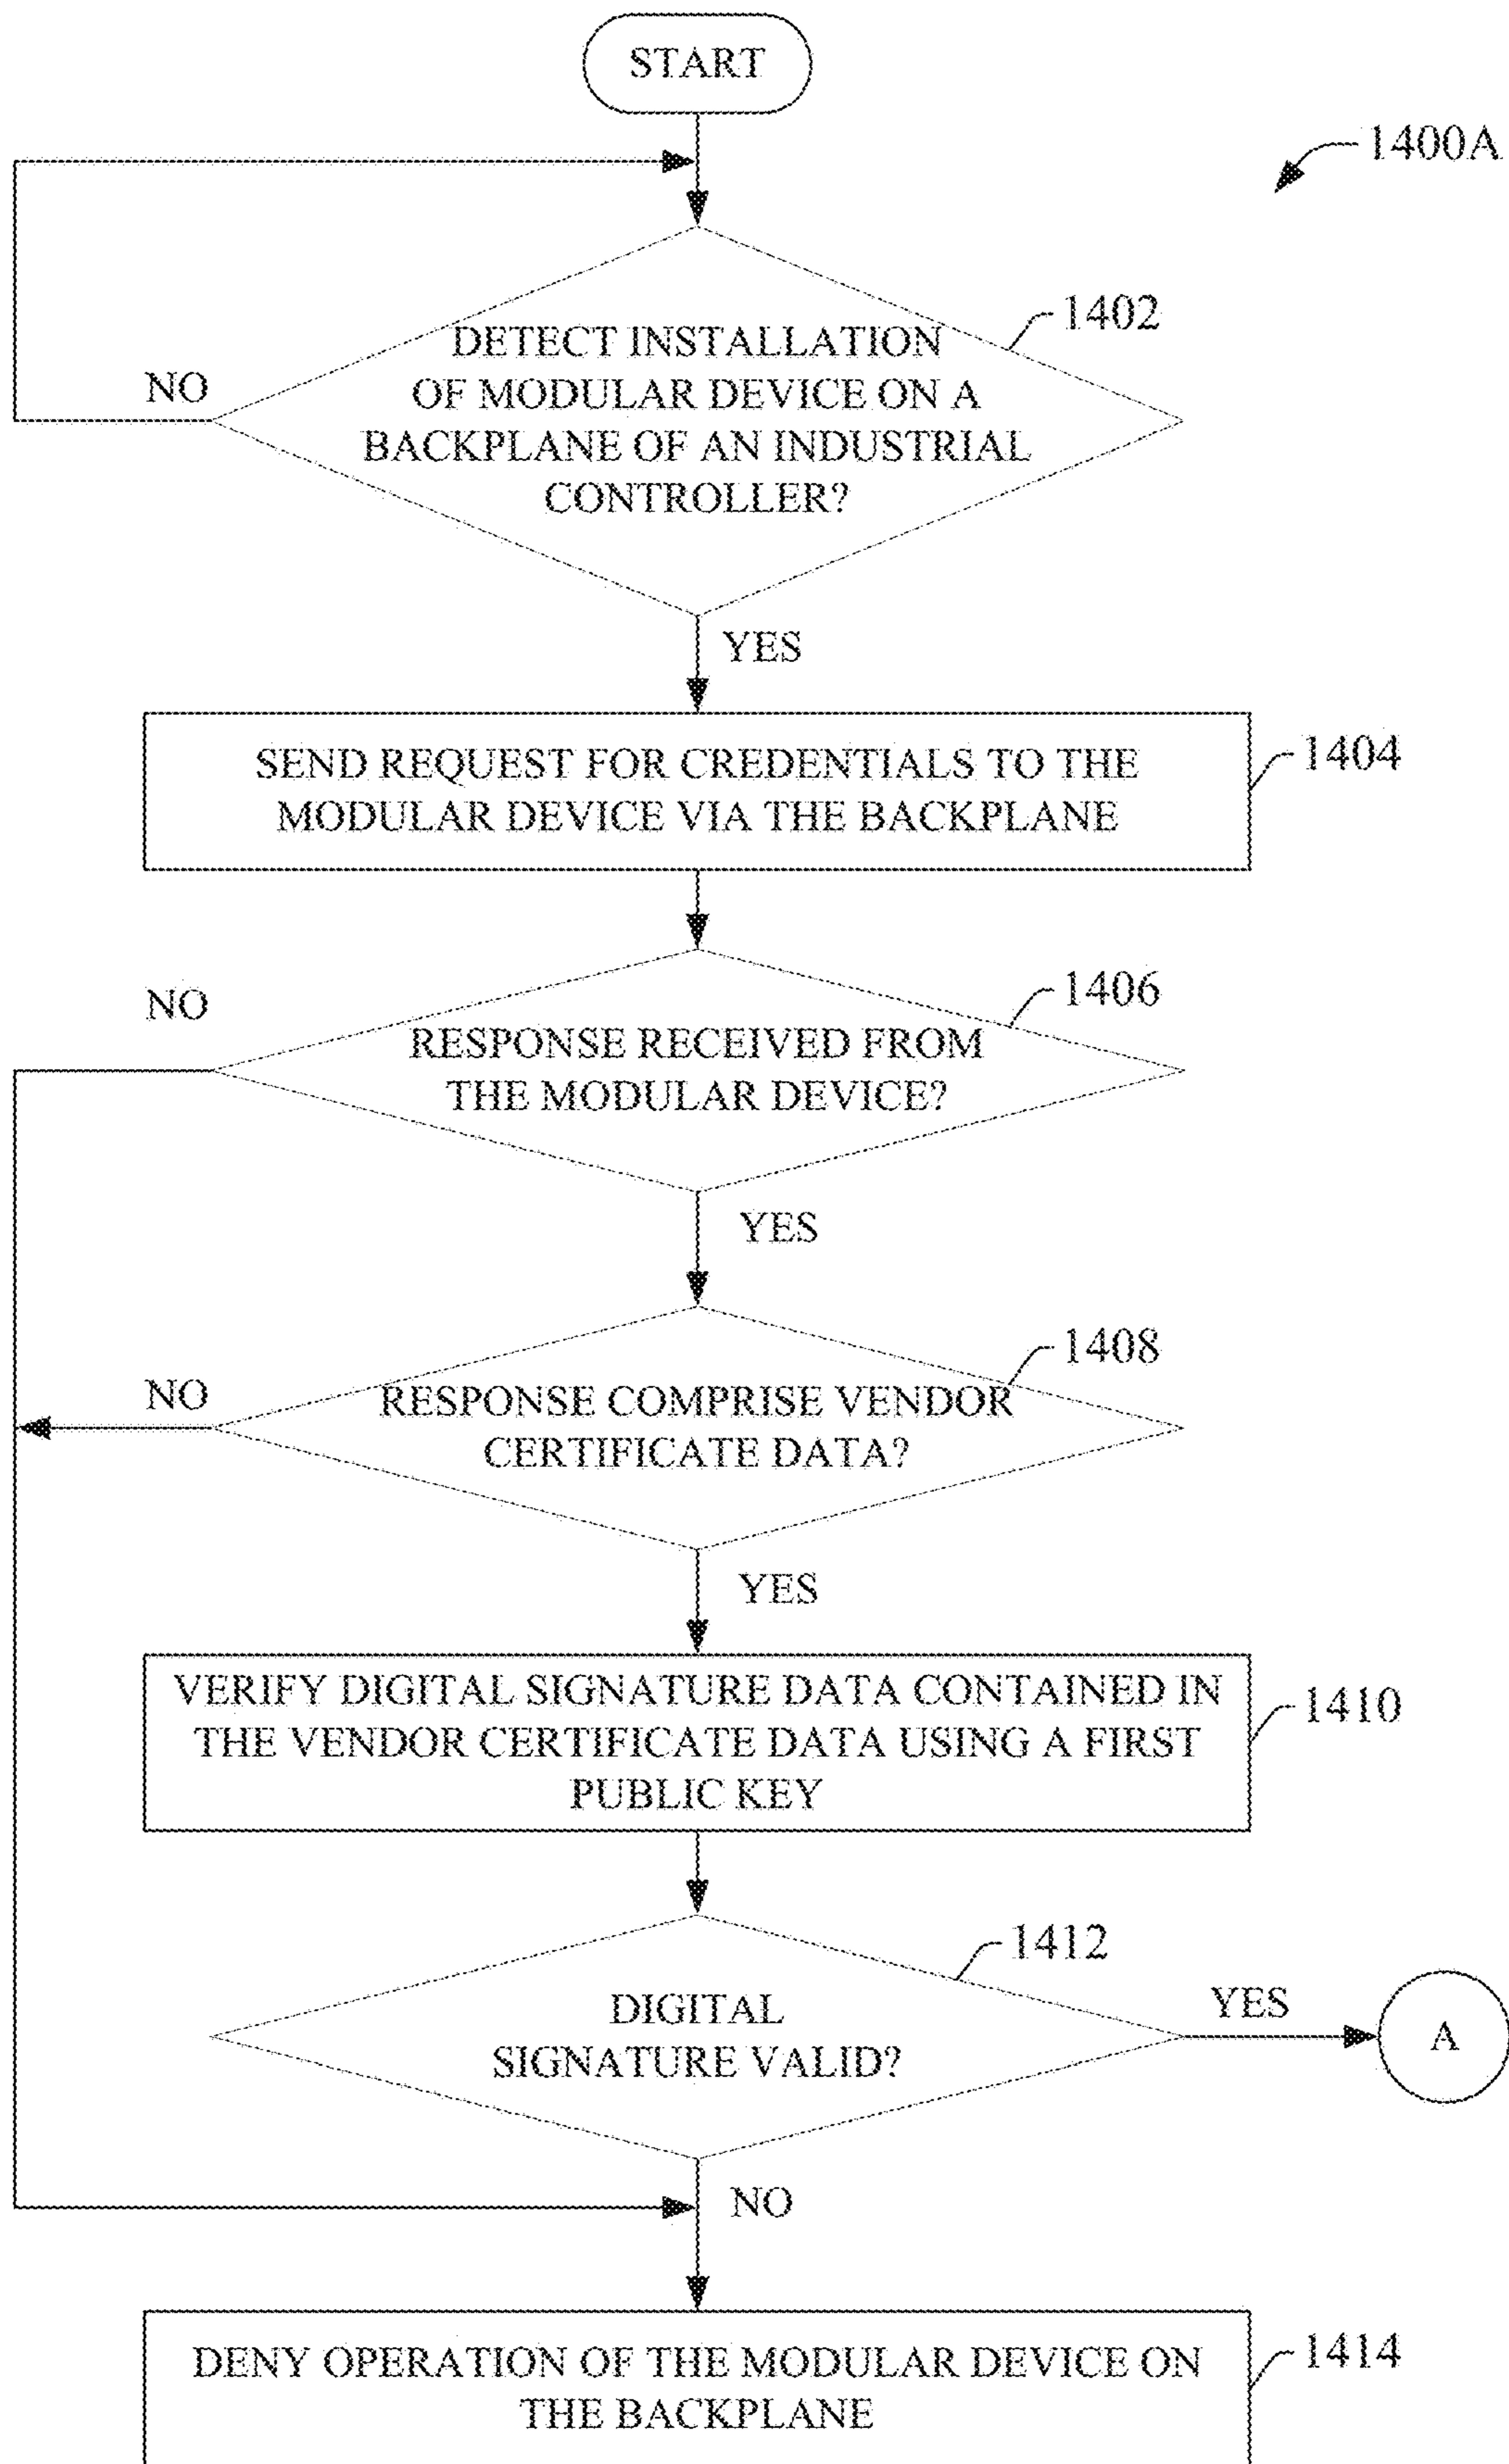 START
1400A
1402
DETECT INSTALLATION
OF MODULAR DEVICE ON A
BACKPLANE OF AN INDUSTRIAL
CONTROLLER?
NO
YES
SEND REQUEST FOR CREDENTIALS TO THE
MODULAR DEVICE VIA THE BACKPLANE
1404
NO
1406
RESPONSE RECEIVED FROM
THE MODULAR DEVICE?
YES
1408
NO
RESPONSE COMPRISE VENDOR
CERTIFICATE DATA?
YES
VERIFY DIGITAL SIGNATURE DATA CONTAINED IN
THE VENDOR CERTIFICATE DATA USING A FIRST
PUBLIC KEY
1410
1412
DIGITAL
SIGNATURE VALID?
YES
A
NO
DENY OPERATION OF THE MODULAR DEVICE ON
THE BACKPLANE
1414